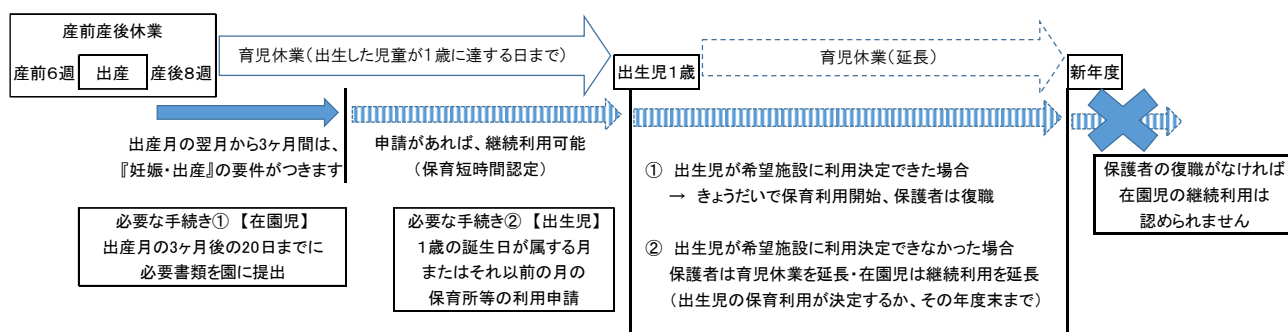 産前産後休業
産前6週
出産
産後8週
育児休業(出生した児童が1歳に達する日まで)
出生児1歳
育児休業(延長)
新年度
出産月の翌月から3ヶ月間は、
『妊娠・出産』の要件がつきます
申請があれば、継続利用可能
(保育短時間認定)
① 出生児が希望施設に利用決定できた場合
→ きょうだいで保育利用開始、保護者は復職
② 出生児が希望施設に利用決定できなかった場合
保護者は育児休業を延長・在園児は継続利用を延長
(出生児の保育利用が決定するか、その年度末まで)
保護者の復職がなければ
在園児の継続利用は
認められません
必要な手続き① 【在園児】
出産月の3ヶ月後の20日までに
必要書類を園に提出
必要な手続き② 【出生児】
1歳の誕生日が属する月
またはそれ以前の月の
保育所等の利用申請